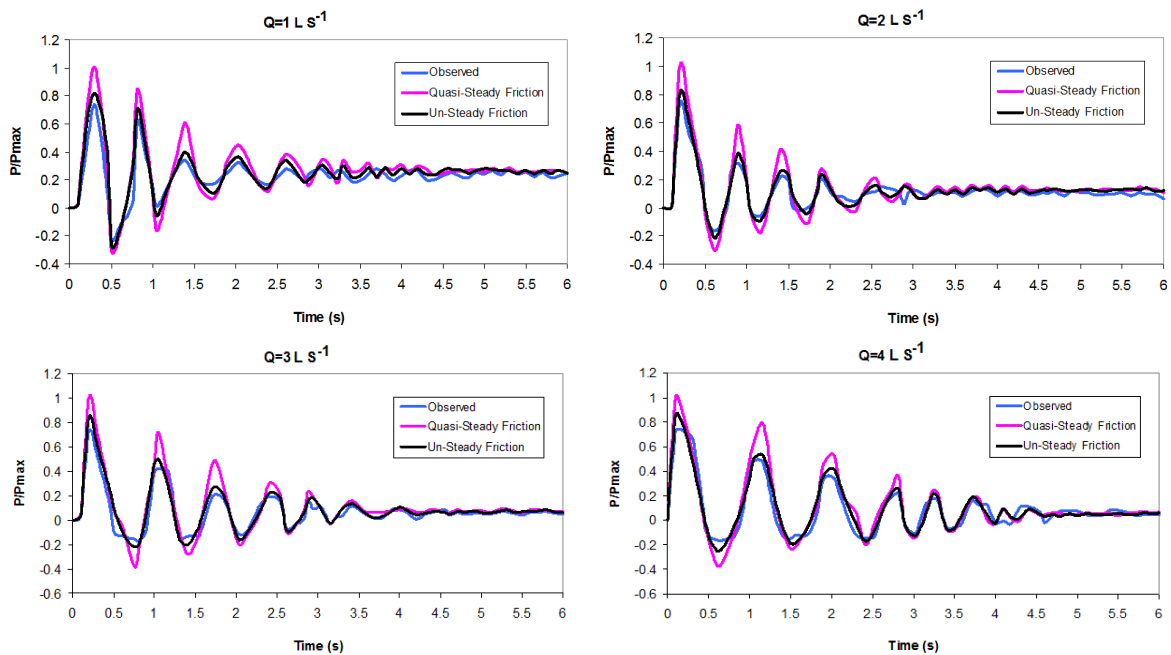 Q=1 L S-1
1.2
1
0.8
0.6
0.4
0.2
0
-0.2
-0.4
P/Pmax
Observed
Quasi-Steady Friction
Un-Steady Friction
0 0.5 1 1.5 2 2.5 3 3.5 4 4.5 5 5.5 6
Time (s)
Q=2 L S-1
1.2
1
0.8
0.6
0.4
0.2
0
-0.2
-0.4
P/Pmax
Observed
Quasi-Steady Friction
Un-Steady Friction
0 0.5 1 1.5 2 2.5 3 3.5 4 4.5 5 5.5 6
Time (s)
Q=3 L S-1
1.2
1
0.8
0.6
0.4
0.2
0
-0.2
-0.4
-0.6
P/Pmax
Observed
Quasi-Steady Friction
Un-Steady Friction
0 0.5 1 1.5 2 2.5 3 3.5 4 4.5 5 5.5 6
Time (s)
Q=4 L S-1
1.2
1
0.8
0.6
0.4
0.2
0
-0.2
-0.4
-0.6
P/Pmax
Observed
Quasi-Steady Friction
Un-Steady Friction
0 0.5 1 1.5 2 2.5 3 3.5 4 4.5 5 5.5 6
Time (s)